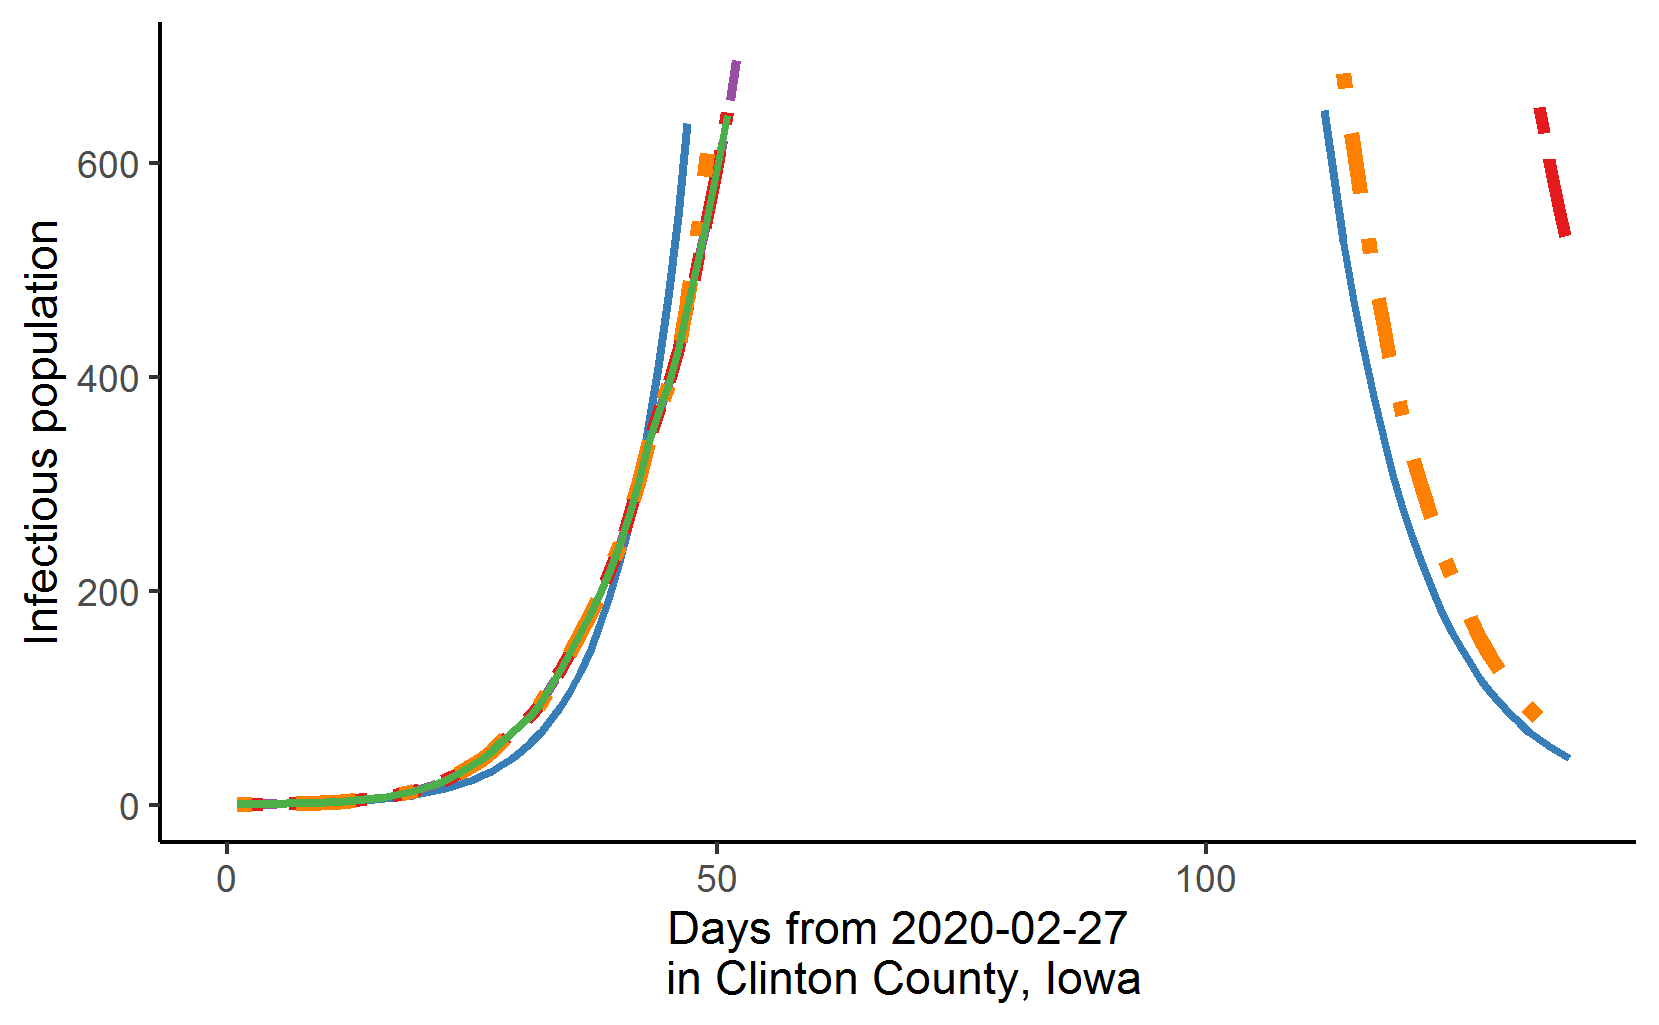 Infectious population
600
400
200
0
0 50 100
Days from 2020-02-27
in Clinton County, Iowa